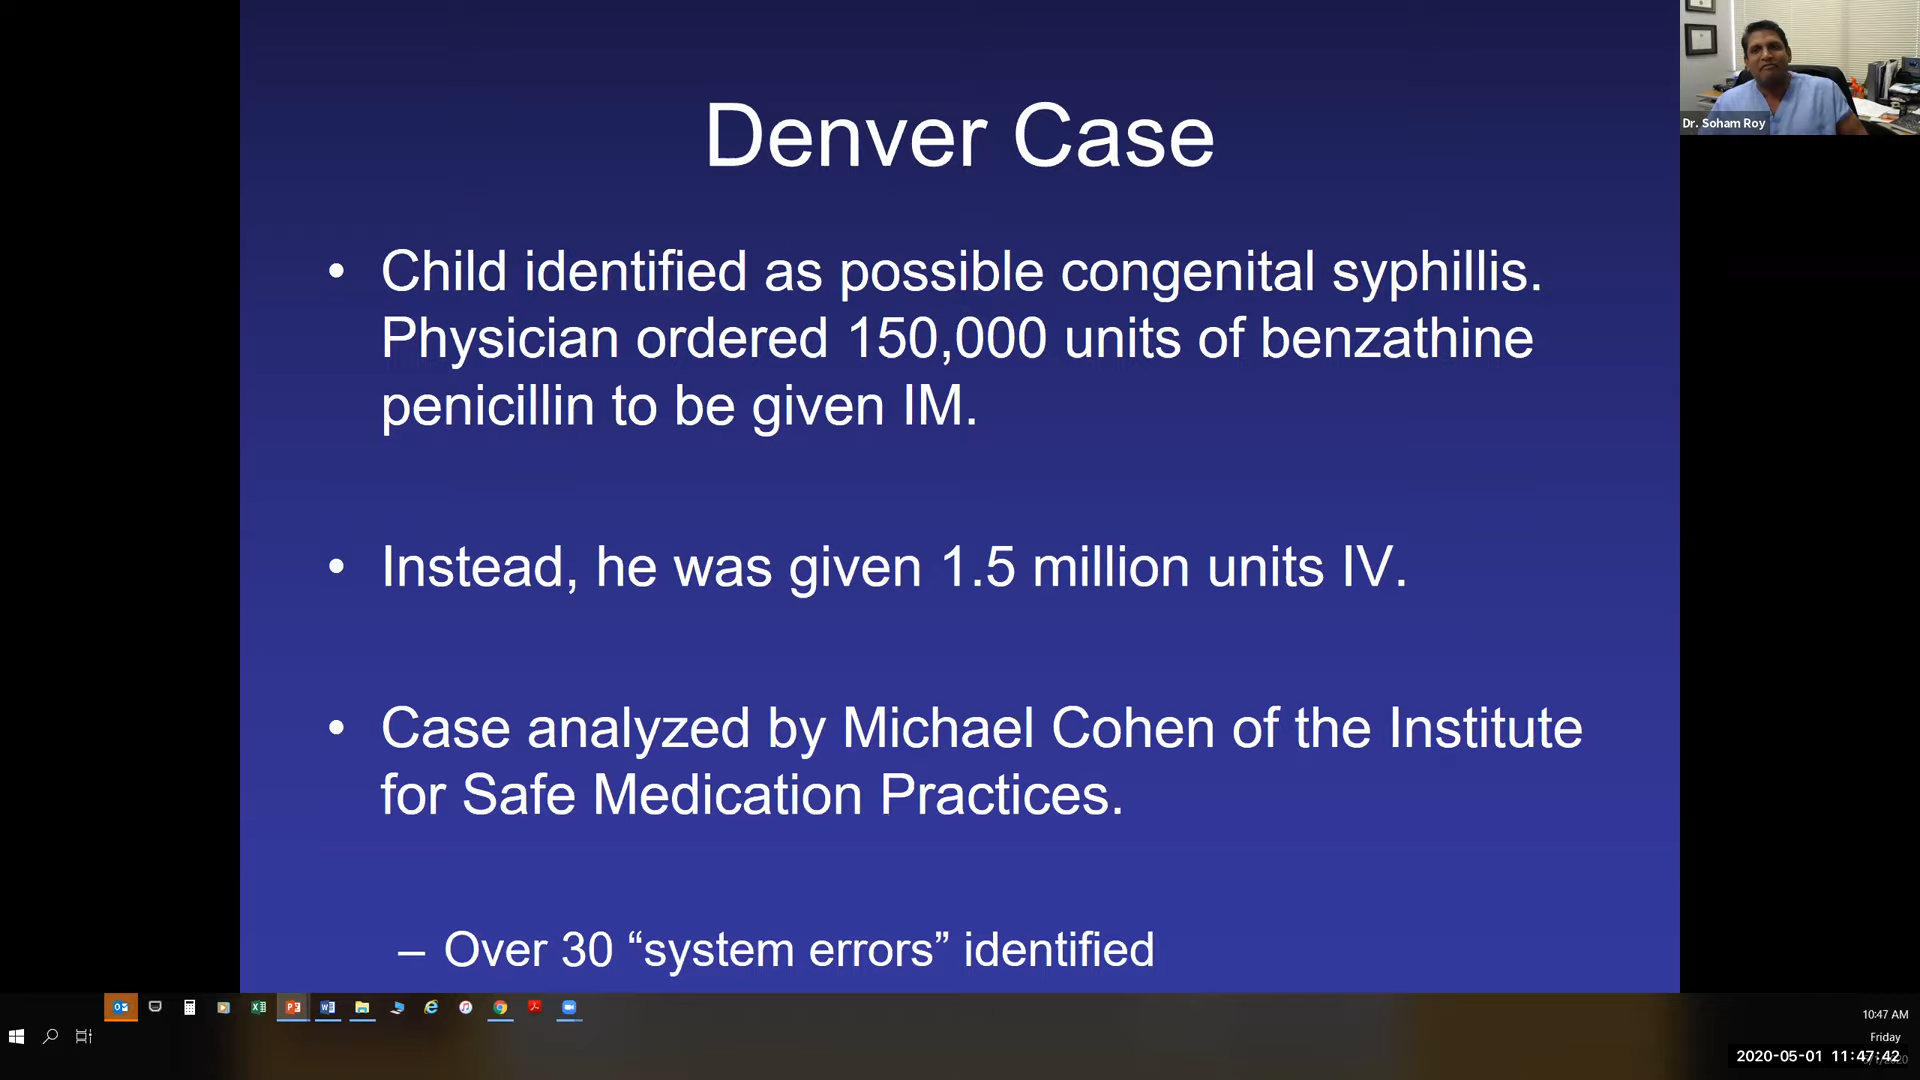 Denver Case
• Child identified as possible congenital syphillis.
Physician ordered 150,000 units of benzathine
penicillin to be given IM.
• Instead, he was given 1.5 million units IV.
• Case analyzed by Michael Cohen of the Institute
for Safe Medication Practices.
– Over 30 “system errors” identified
Dr. Soham Roy
10:47 AM
Friday
2020-05-01 11:47:42